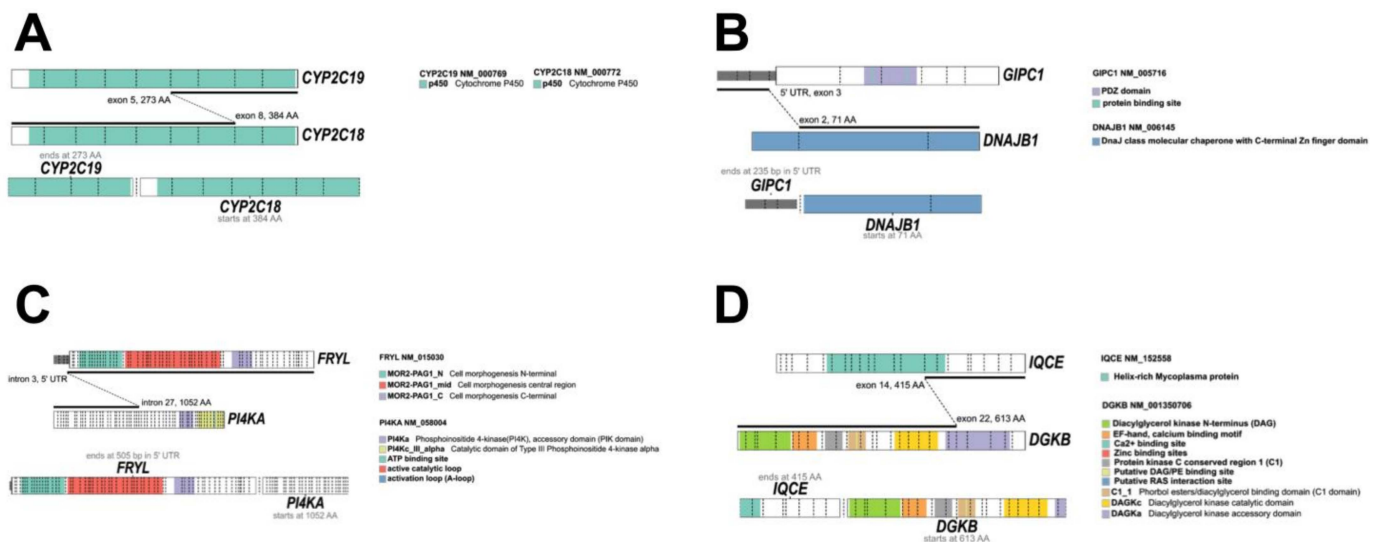 A
CYP2C19
exon 5, 273 AA
exon 8, 384 AA
CYP2C18
ends at 273 AA
CYP2C19
CYP2C18
starts at 384 AA
CYP2C19 NM_000769
p450 Cytochrome P450
CYP2C18 NM_000772
p450 Cytochrome P450
B
GIPC1
5' UTR, exon 3
exon 2, 71 AA
DNAJB1
ends at 235 bp in 5' UTR
GIPC1
DNAJB1
starts at 71 AA
GIPC1 NM_005716
PDZ domain
protein binding site
DNAJB1 NM_006145
DnaJ class molecular chaperone with C-terminal Zn finger domain
C
FRYL
intron 3, 5' UTR
intron 27, 1052 AA
PI4KA
ends at 505 bp in 5' UTR
FRYL
PI4KA
starts at 1052 AA
FRYL NM_015030
MOR2-PAG1_N Cell morphogenesis N-terminal
MOR2-PAG1_mid Cell morphogenesis central region
MOR2-PAG1_C Cell morphogenesis C-terminal
PI4KA NM_058004
PI4Ka Phosphoinositide 4-kinase(PI4K), accessory domain (PIK domain)
PI4Kc_III_alpha Catalytic domain of Type III Phosphoinositide 4-kinase alpha
ATP binding site
active catalytic loop
activation loop (A-loop)
D
IQCE
exon 14, 415 AA
exon 22, 613 AA
DGKB
ends at 415 AA
IQCE
DGKB
starts at 613 AA
IQCE NM_152558
Helix-rich Mycoplasma protein
DGKB NM_001350706
Diacylglycerol kinase N-terminus (DAG)
EF-hand, calcium binding motif
Ca2+ binding site
Zinc binding sites
Protein kinase C conserved region 1 (C1)
Putative DAG/PE binding site
Putative RAS interaction site
C1_1 Phorbol esters/diacylglycerol binding domain (C1 domain)
DAGKc Diacylglycerol kinase catalytic domain
DAGKa Diacylglycerol kinase accessory domain